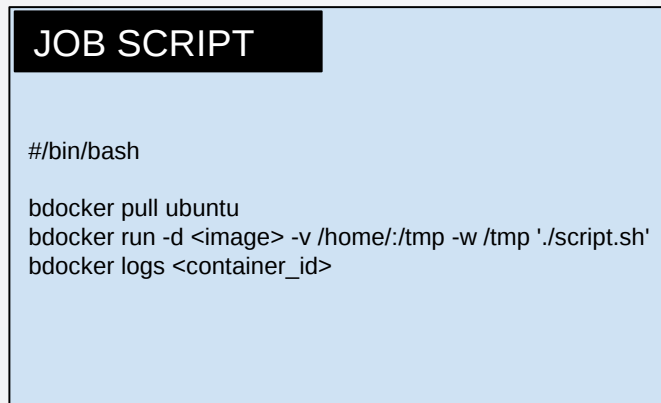 JOB SCRIPT
#/bin/bash
bdocker pull ubuntu
bdocker run -d <image> -v /home/:/tmp -w /tmp './script.sh'
bdocker logs <container_id>